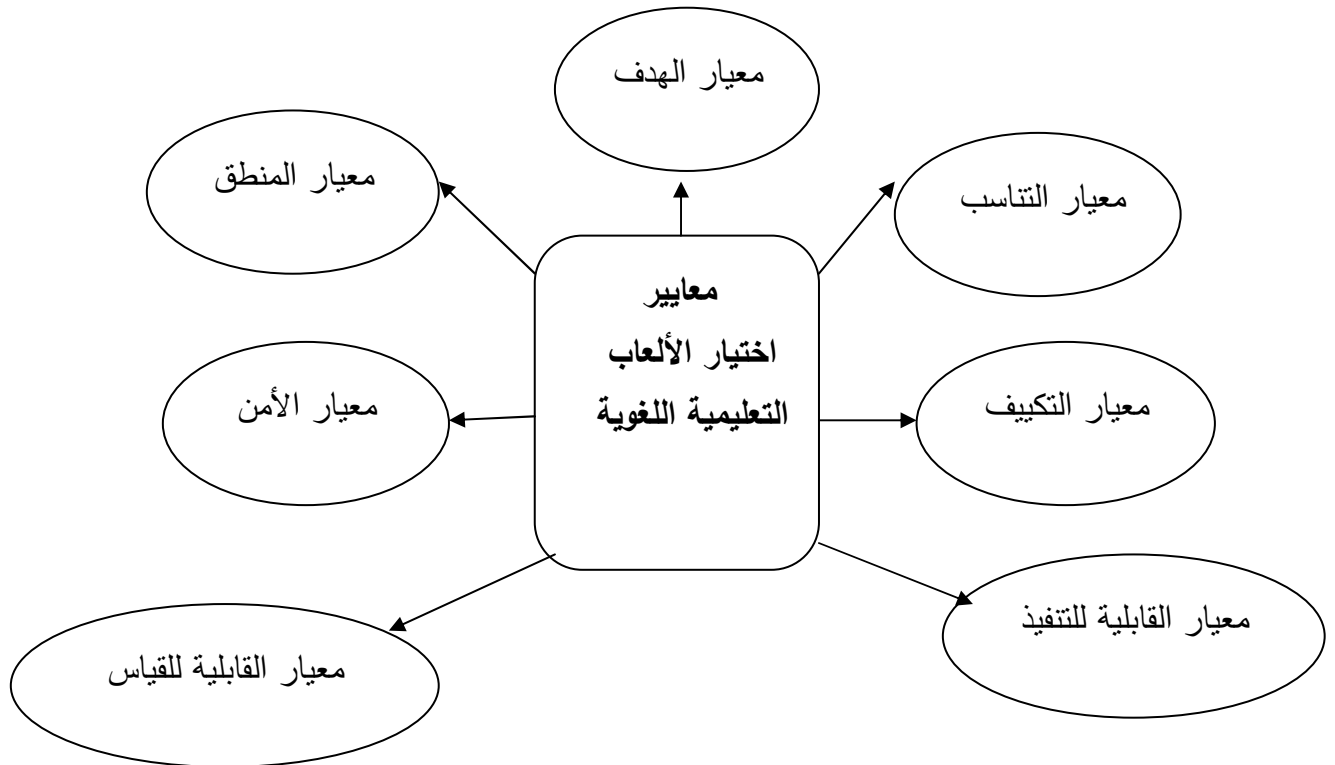 معيار الهدف
معيار التناسب
معيار المنطق
معايير
اختيار الألعاب
التعليمية اللغوية
معيار التكييف
معيار الأمن
معيار القابلية للتنفيذ
معيار القابلية للقياس